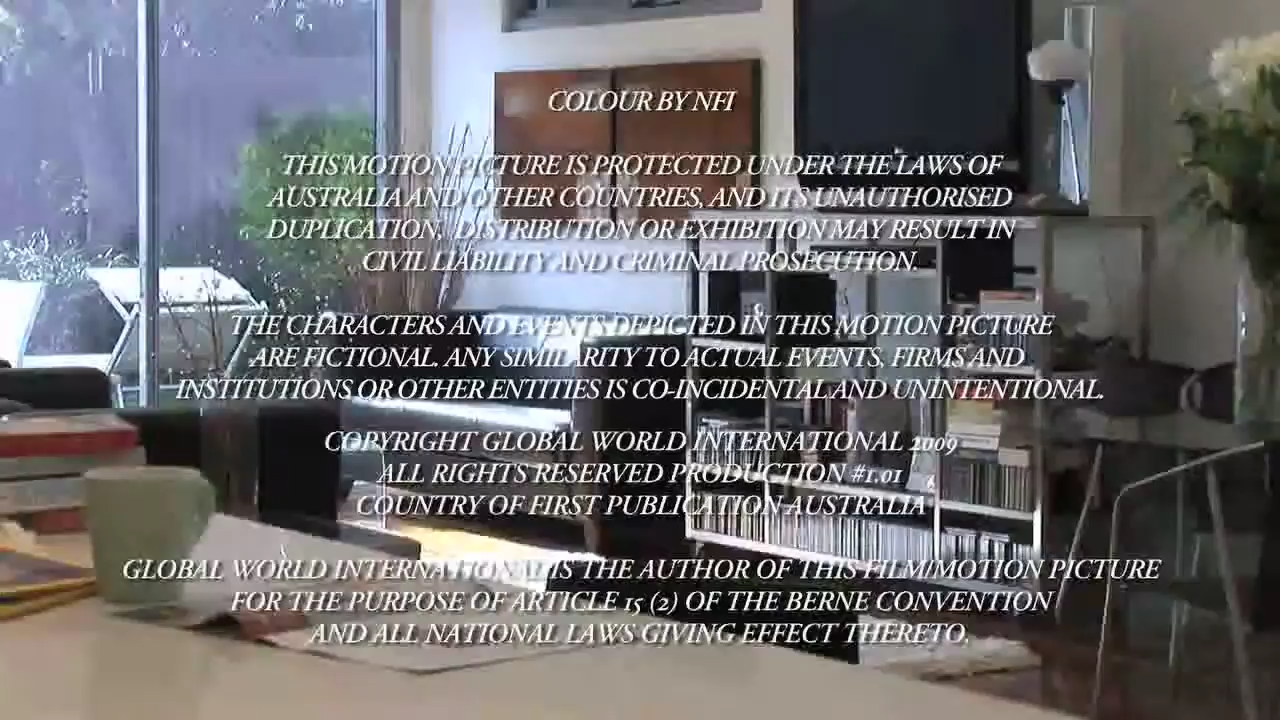 COLOUR BY NFI
THIS MOTION PICTURE IS PROTECTED UNDER THE LAWS OF
AUSTRALIA AND OTHER COUNTRIES, AND ITS UNAUTHORISED
DUPLICATION, DISTRIBUTION OR EXHIBITION MAY RESULT IN
CIVIL LIABILITY AND CRIMINAL PROSECUTION.
THE CHARACTERS AND EVENTS DEPICTED IN THIS MOTION PICTURE
ARE FICTIONAL. ANY SIMILARITY TO ACTUAL EVENTS, FIRMS AND
INSTITUTIONS OR OTHER ENTITIES IS CO-INCIDENTAL AND UNINTENTIONAL.
COPYRIGHT GLOBAL WORLD INTERNATIONAL 2009
ALL RIGHTS RESERVED PRODUCTION #1.01
COUNTRY OF FIRST PUBLICATION AUSTRALIA
GLOBAL WORLD INTERNATIONAL IS THE AUTHOR OF THIS FILM/MOTION PICTURE
FOR THE PURPOSE OF ARTICLE 15 (2) OF THE BERNE CONVENTION
AND ALL NATIONAL LAWS GIVING EFFECT THERETO.